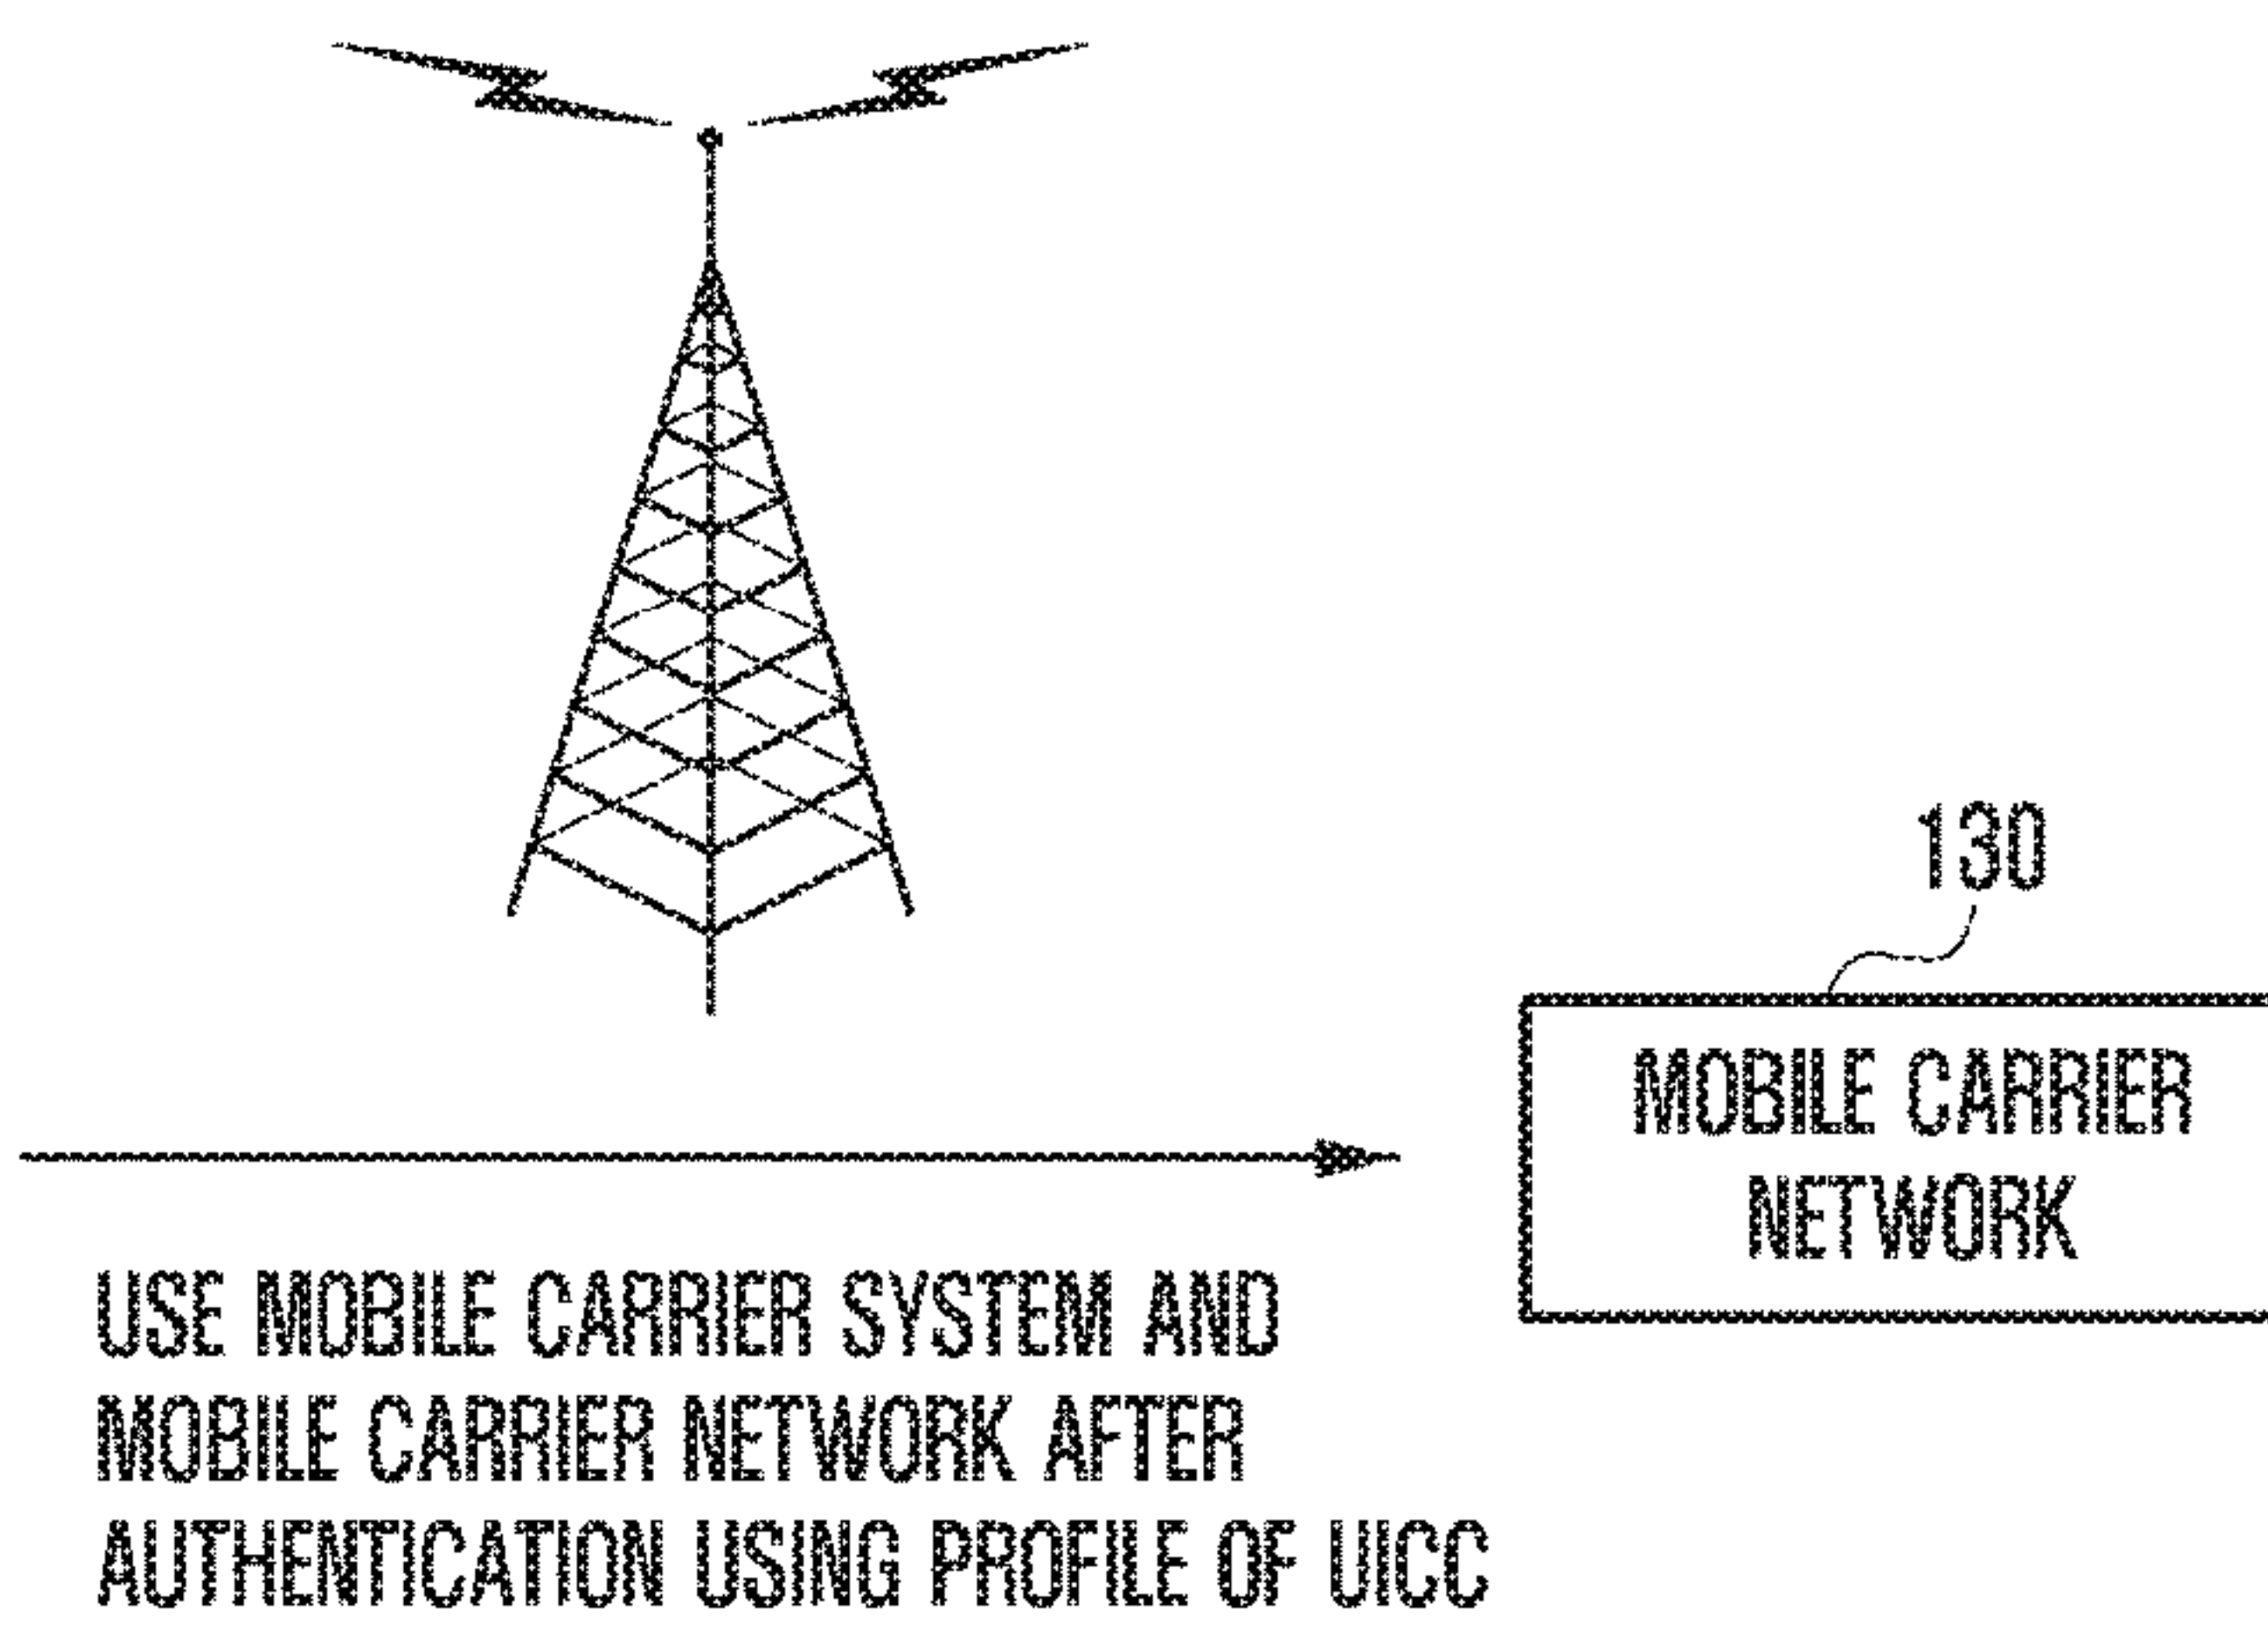 130
MOBILE CARRIER
NETWORK
USE MOBILE CARRIER SYSTEM AND
MOBILE CARRIER NETWORK AFTER
AUTHENTICATION USING PROFILE OF UICC